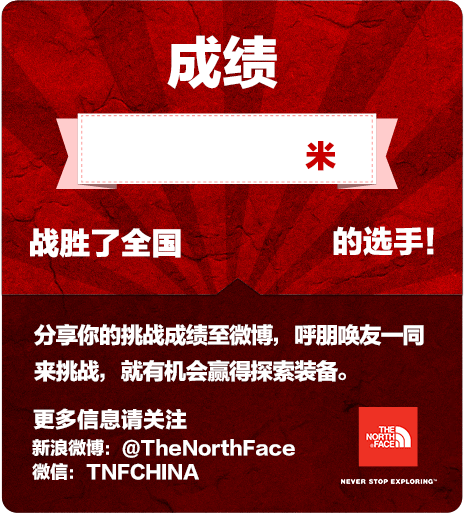 成绩
米
战胜了全国 的选手!
分享你的挑战成绩至微博，呼朋唤友一同
来挑战，就有机会赢得探索装备。
更多信息请关注
新浪微博：@TheNorthFace
微信：TNFCHINA
THE
NORTH
FACE
NEVER STOP EXPLORING™